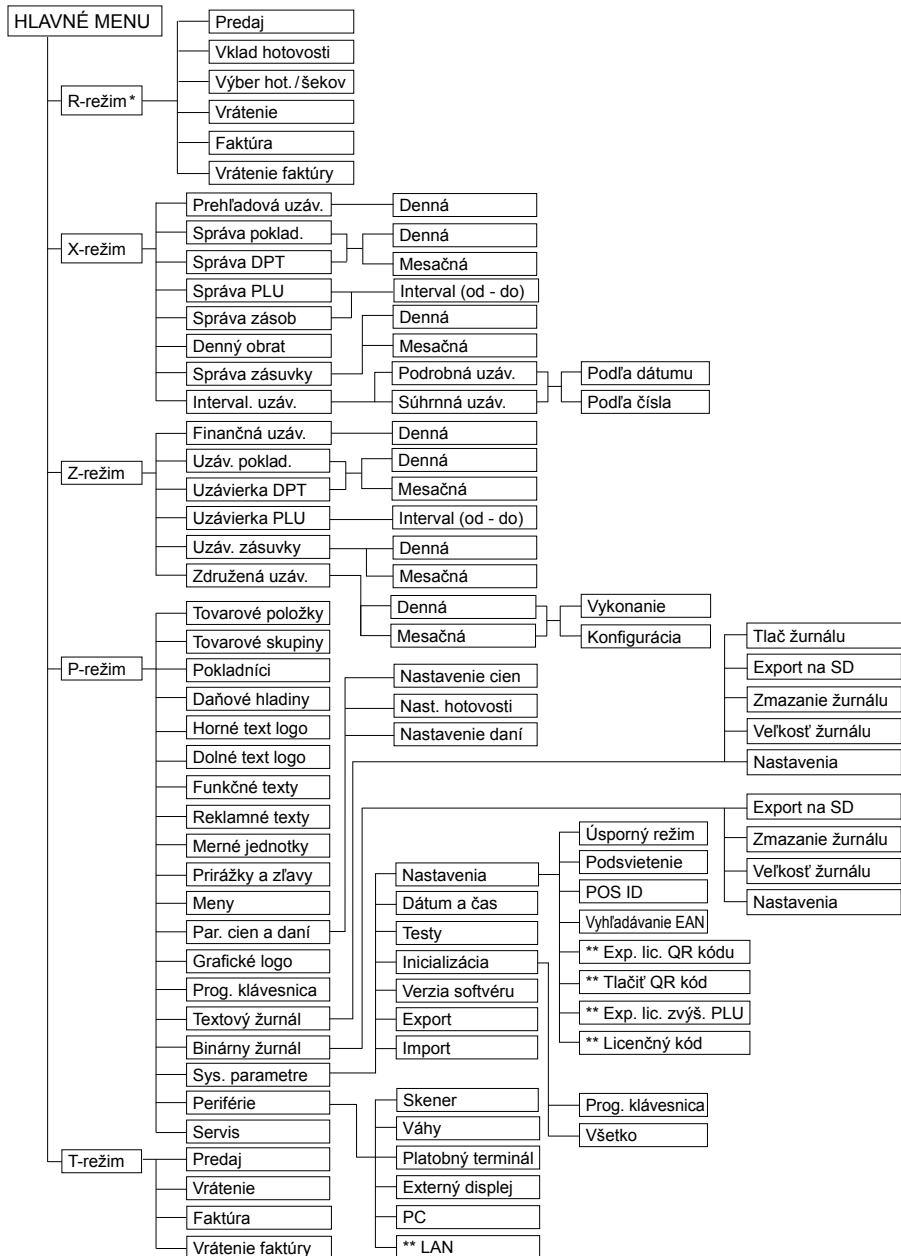 HLAVNÉ MENU
R-režim *
Predaj
Vklad hotovosti
Výber hot./šekov
Vrátenie
Faktúra
Vrátenie faktúry
X-režim
Prehľadová uzáv.
Denná
Správa poklad.
Správa DPT
Denná
Mesačná
Správa PLU
Správa zásob
Interval (od - do)
Denný obrat
Správa zásuvky
Denná
Mesačná
Interval. uzáv.
Podrobná uzáv.
Súhrnná uzáv.
Podľa dátumu
Podľa čísla
Z-režim
Finančná uzáv.
Denná
Uzáv. poklad.
Uzávierka DPT
Denná
Mesačná
Uzávierka PLU
Interval (od - do)
Uzáv. zásuvky
Denná
Mesačná
Združená uzáv.
Denná
Mesačná
Vykonanie
Konfigurácia
P-režim
Tovarové položky
Tovarové skupiny
Pokladníci
Daňové hladiny
Horné text logo
Dolné text logo
Funkčné texty
Reklamné texty
Merné jednotky
Prirážky a zľavy
Meny
Par. cien a daní
Grafické logo
Prog. klávesnica
Textový žurnál
Binárny žurnál
Sys. parametre
Periférie
Servis
Nastavenie cien
Nast. hotovosti
Nastavenie daní
Tlač žurnálu
Export na SD
Zmazanie žurnálu
Veľkosť žurnálu
Nastavenia
Export na SD
Zmazanie žurnálu
Veľkosť žurnálu
Nastavenia
Nastavenia
Dátum a čas
Testy
Inicializácia
Verzia softvéru
Export
Import
Úsporný režim
Podsvietenie
POS ID
Vyhľadávanie EAN
** Exp. lic. QR kódu
** Tlačiť QR kód
** Exp. lic. zvýš. PLU
** Licenčný kód
Prog. klávesnica
Všetko
Skener
Váhy
Platobný terminál
Externý displej
PC
** LAN
T-režim
Predaj
Vrátenie
Faktúra
Vrátenie faktúry